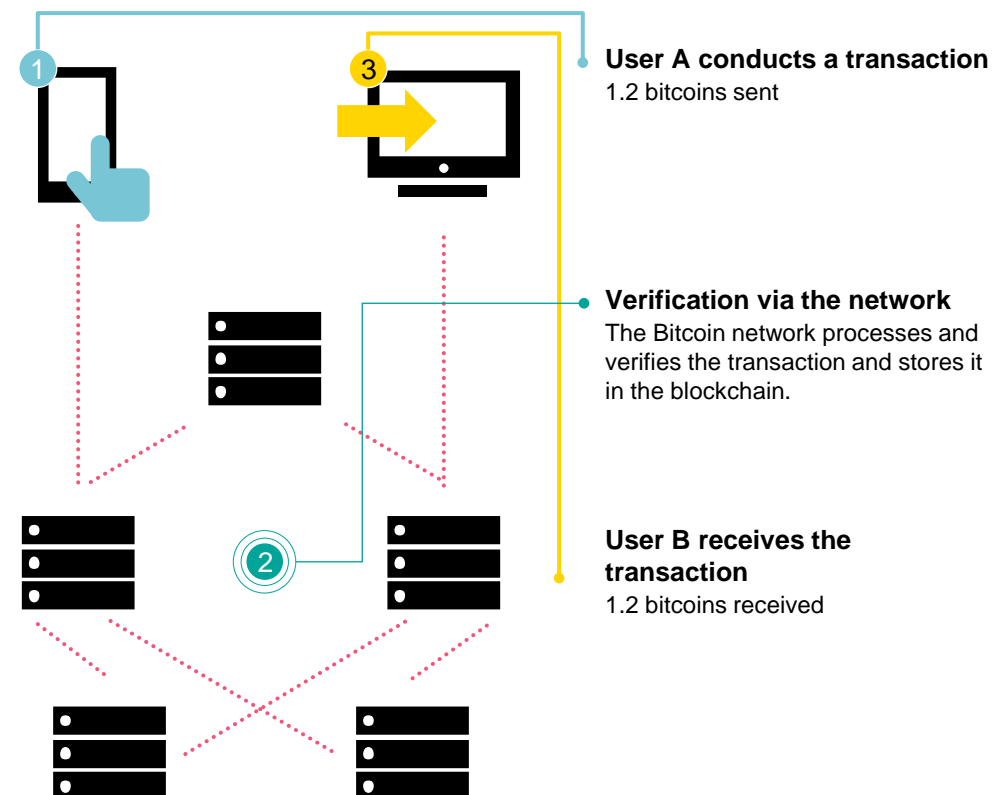 1
3
User A conducts a transaction
1.2 bitcoins sent
Verification via the network
The Bitcoin network processes and
verifies the transaction and stores it
in the blockchain.
2
User B receives the
transaction
1.2 bitcoins received